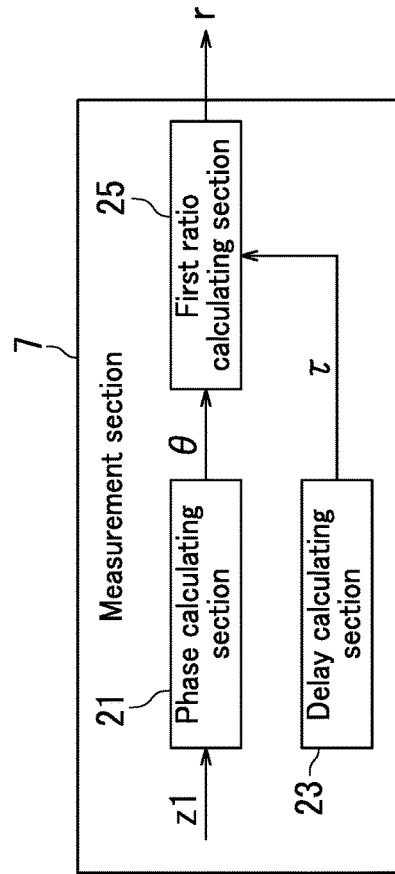 7
Measurement section
21
25
z1
Phase calculating
section
θ
First ratio
calculating section
r
Delay calculating
section
τ
23